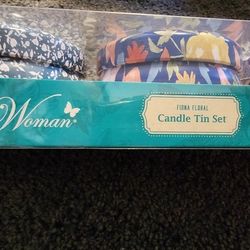 Woman
FIONA FLORAL
Candle Tin Set